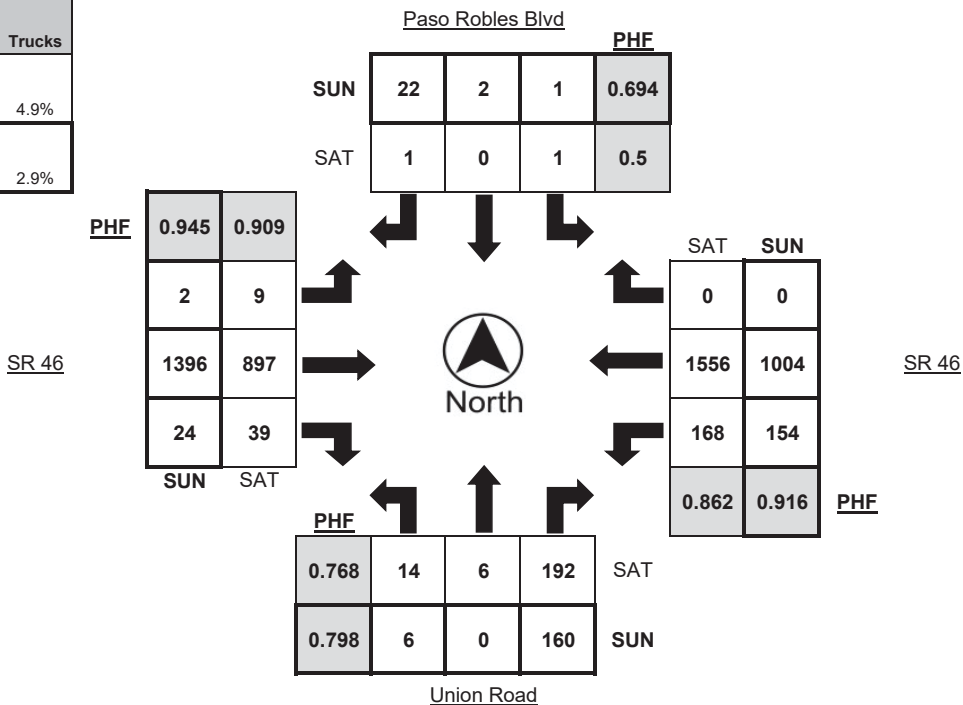 Trucks
4.9%
2.9%
Paso Robles Blvd
PHF
SUN 22 2 1 0.694
SAT 1 0 1 0.5
PHF 0.945 0.909
2 9
SR 46 1396 897
24 39
SUN SAT
North
SAT SUN
0 0
1556 1004 SR 46
168 154
0.862 0.916 PHF
PHF
0.768 14 6 192 SAT
0.798 6 0 160 SUN
Union Road